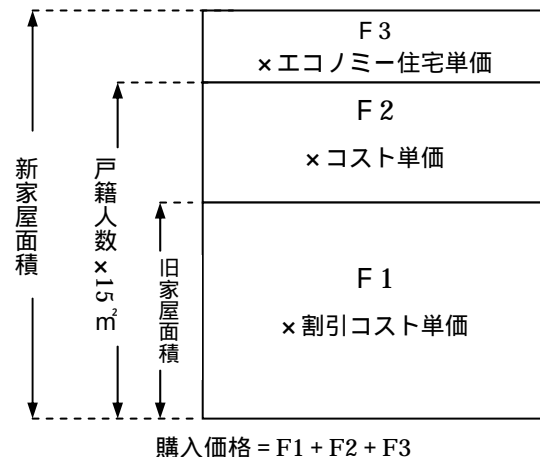 F3
×エコノミー住宅単価
F2
×コスト単価
F1
×割引コスト単価
新家屋面積
戸籍人数×15㎡
旧家屋面積
購入価格=F1+F2+F3